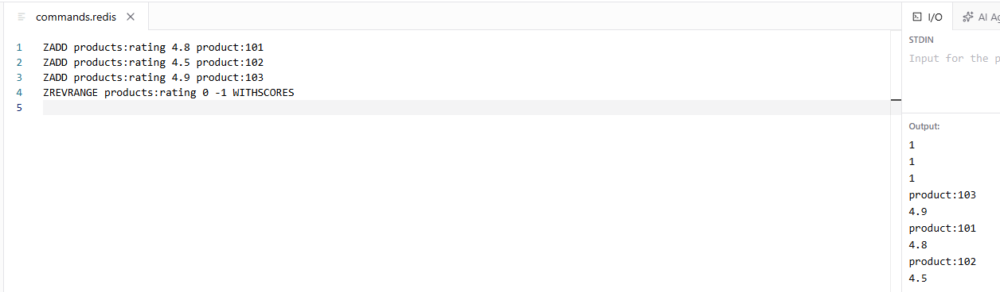 commands.redis
I/O
AI Ag
1 ZADD products:rating 4.8 product:101
2 ZADD products:rating 4.5 product:102
3 ZADD products:rating 4.9 product:103
4 ZREVRANGE products:rating 0 -1 WITHSCORES
5
STDIN
Input for the p
Output:
1
1
1
product:103
4.9
product:101
4.8
product:102
4.5